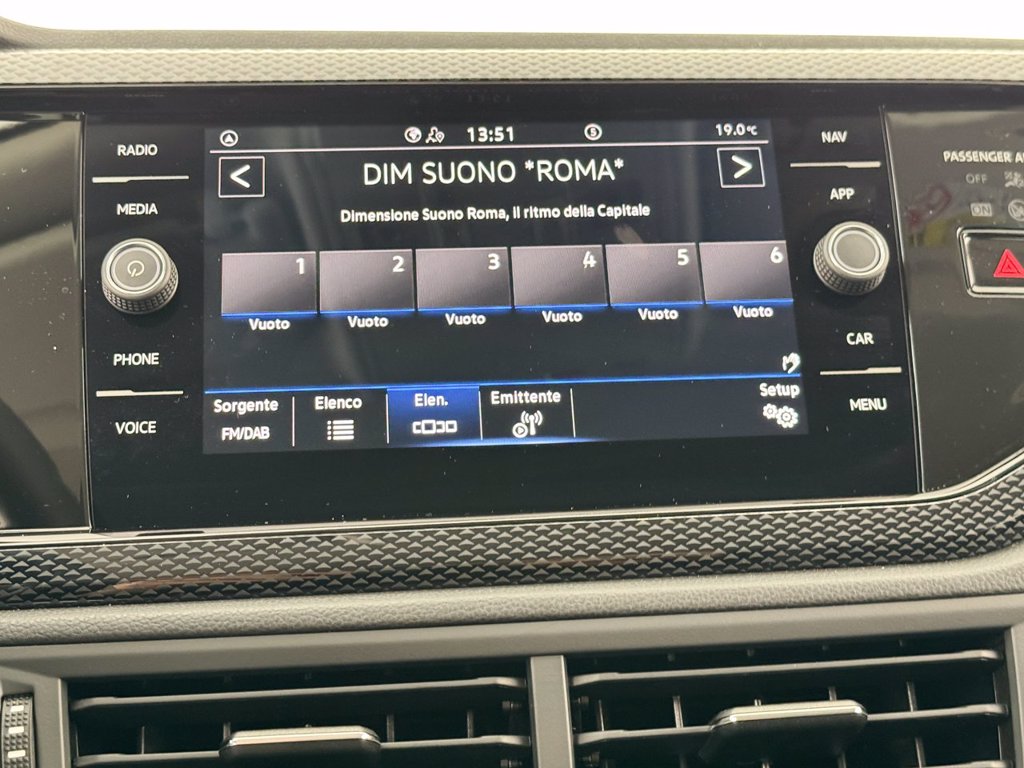 RADIO
MEDIA
PHONE
VOICE
13:51
S
19.0°C
<
DIM SUONO *ROMA*
>
Dimensione Suono Roma, il ritmo della Capitale
1 2 3 4 5 6
Vuoto Vuoto Vuoto Vuoto Vuoto Vuoto
Sorgente Elenco Elen. Emittente Setup
FM/DAB
NAV
APP
CAR
MENU
PASSENGER
OFF
ON